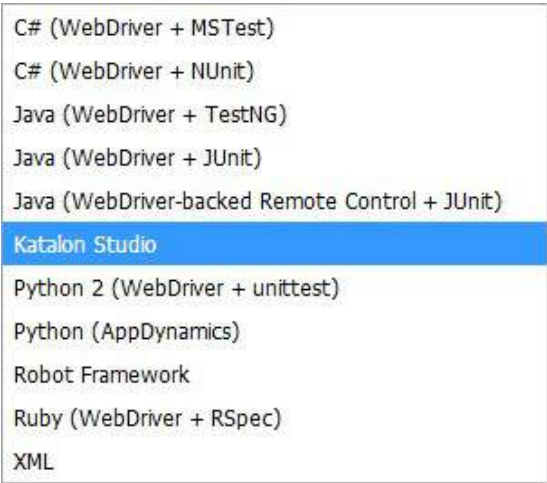 C# (WebDriver + MSTest)
C# (WebDriver + NUnit)
Java (WebDriver + TestNG)
Java (WebDriver + JUnit)
Java (WebDriver-backed Remote Control + JUnit)
Katalon Studio
Python 2 (WebDriver + unittest)
Python (AppDynamics)
Robot Framework
Ruby (WebDriver + RSpec)
XML